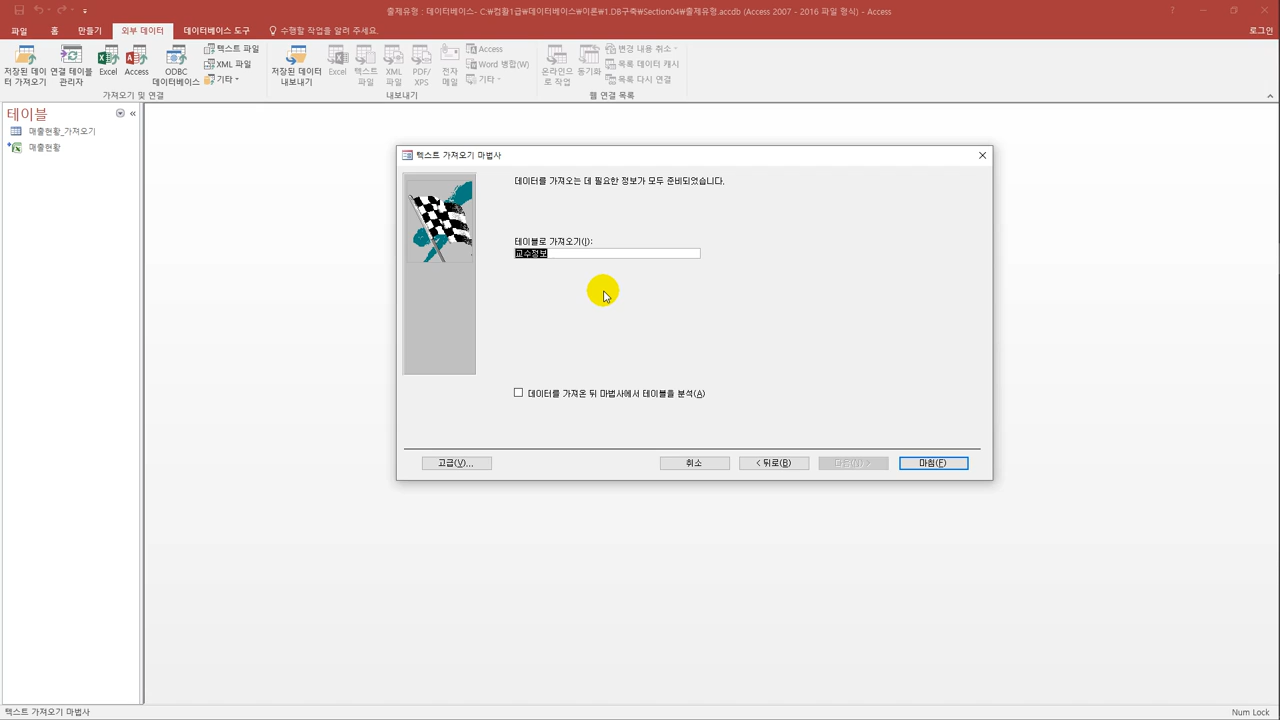 출제유형 : 데이터베이스- C:₩컴활1급₩데이터베이스₩이론₩1.DB구축₩Section04₩출제유형.accdb (Access 2007 - 2016 파일 형식) - Access
파일 홈 만들기 외부 데이터 데이터베이스 도구 수행할 작업을 알려 주세요. 로그인
저장된 데이터 가져오기
연결 테이블 관리자
Excel
Access
ODBC 데이터베이스
텍스트 파일
XML 파일
기타
가져오기 및 연결
저장된 데이터 내보내기
Excel
텍스트 파일
XML 파일
PDF/XPS
전자 메일
Access
Word 병합(W)
기타
내보내기
온라인으로 작업
동기화
변경 내용 취소
목록 데이터 캐시
목록 다시 연결
웹 연결 목록
테이블
매출현황_가져오기
매출현황
텍스트 가져오기 마법사
데이터를 가져오는 데 필요한 정보가 모두 준비되었습니다.
테이블로 가져오기(I):
교수정보
데이터를 가져온 뒤 마법사에서 테이블을 분석(A)
고급(V)... 취소 < 뒤로(B) 다음(N) > 마침(F)
텍스트 가져오기 마법사 Num Lock